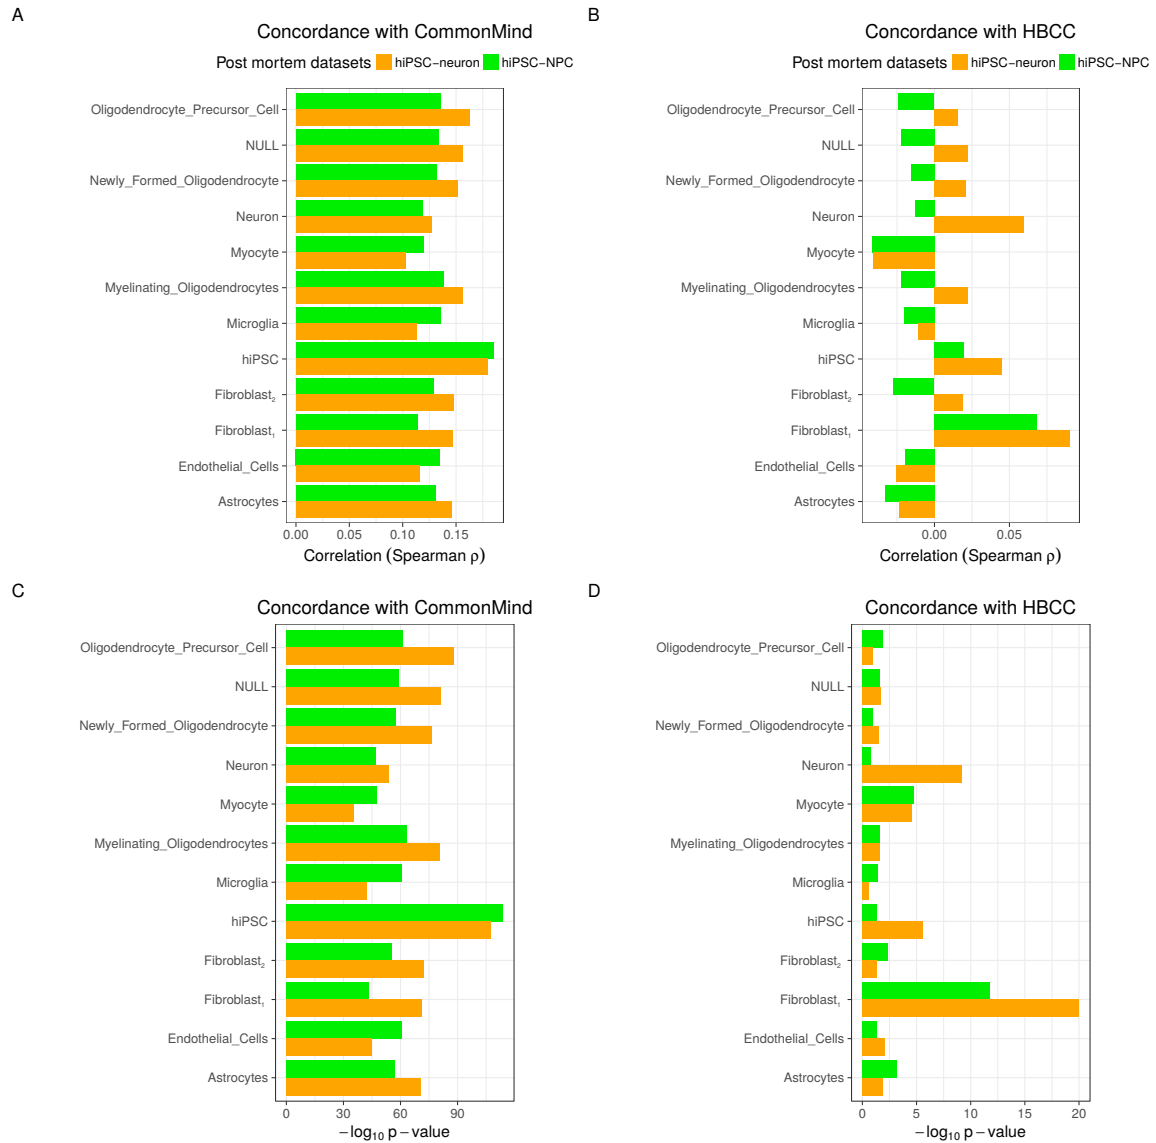 A
Concordance with CommonMind
Post mortem datasets hiPSC−neuron hiPSC−NPC
Oligodendrocyte_Precursor_Cell
NULL
Newly_Formed_Oligodendrocyte
Neuron
Myocyte
Myelinating_Oligodendrocytes
Microglia
hiPSC
Fibroblast₂
Fibroblast₁
Endothelial_Cells
Astrocytes
0.00 0.05 0.10 0.15
Correlation (Spearman ρ)
B
Concordance with HBCC
Post mortem datasets hiPSC−neuron hiPSC−NPC
Oligodendrocyte_Precursor_Cell
NULL
Newly_Formed_Oligodendrocyte
Neuron
Myocyte
Myelinating_Oligodendrocytes
Microglia
hiPSC
Fibroblast₂
Fibroblast₁
Endothelial_Cells
Astrocytes
0.00 0.05
Correlation (Spearman ρ)
C
Concordance with CommonMind
Oligodendrocyte_Precursor_Cell
NULL
Newly_Formed_Oligodendrocyte
Neuron
Myocyte
Myelinating_Oligodendrocytes
Microglia
hiPSC
Fibroblast₂
Fibroblast₁
Endothelial_Cells
Astrocytes
0 30 60 90
−log₁₀ p−value
D
Concordance with HBCC
Oligodendrocyte_Precursor_Cell
NULL
Newly_Formed_Oligodendrocyte
Neuron
Myocyte
Myelinating_Oligodendrocytes
Microglia
hiPSC
Fibroblast₂
Fibroblast₁
Endothelial_Cells
Astrocytes
0 5 10 15 20
−log₁₀ p−value